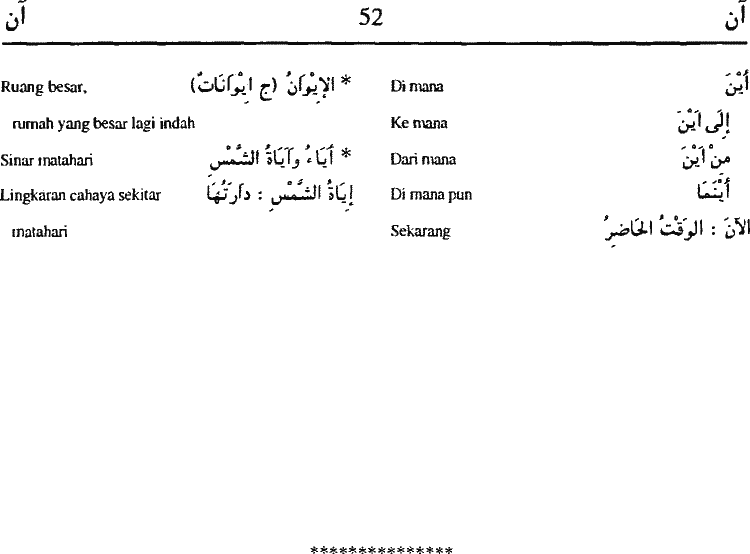 آن 52 آن
أَيْنَ Di mana
إِلَى اَيْنَ Ke mana
مِنْ اَيْنَ Dari mana
أَيْنَمَا Di mana pun
الآنَ : الوَقْتُ الحَاضِرُ Sekarang
* الإِيْوَانُ (ج اِيْوَانَاتٌ) Ruang besar,
rumah yang besar lagi indah
* أَيَاءُ وَآيَاةُ الشَّمْسِ Sinar matahari
إِيَاةُ الشَّمْسِ : دَارَتُهَا Lingkaran cahaya sekitar
matahari
***************